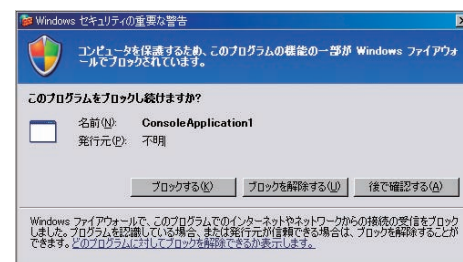 Windows セキュリティの重要な警告
コンピュータを保護するため、このプログラムの機能の一部が Windows ファイアウォ
ールでブロックされています。
このプログラムをブロックし続けますか?
名前(N): ConsoleApplication1
発行元(P): 不明
ブロックする(K) ブロックを解除する(U) 後で確認する(A)
Windows ファイアウォールで、このプログラムでのインターネットやネットワークからの接続の受信をブロック
しました。プログラムを認識している場合、または発行元が信頼できる場合は、ブロックを解除することが
できます。どのプログラムに対してブロックを解除できるか表示します。